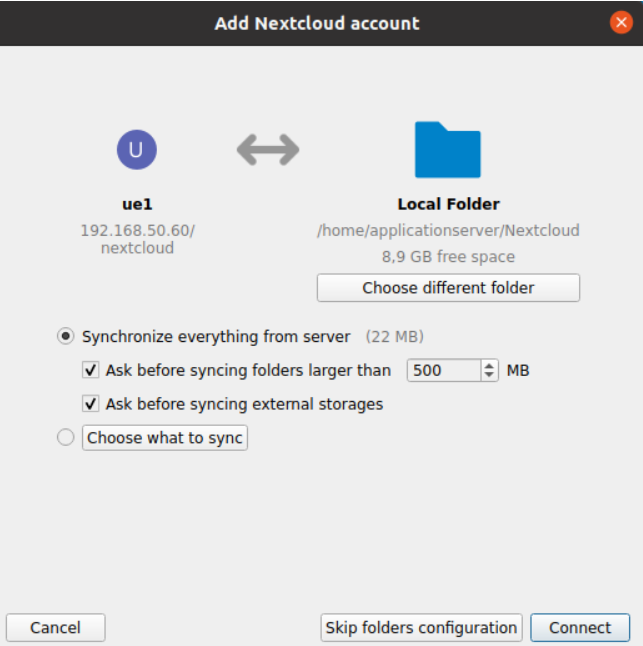 Add Nextcloud account
U
ue1
192.168.50.60/
nextcloud
Local Folder
/home/applicationserver/Nextcloud
8,9 GB free space
Choose different folder
Synchronize everything from server (22 MB)
Ask before syncing folders larger than 500 MB
Ask before syncing external storages
Choose what to sync
Cancel Skip folders configuration Connect